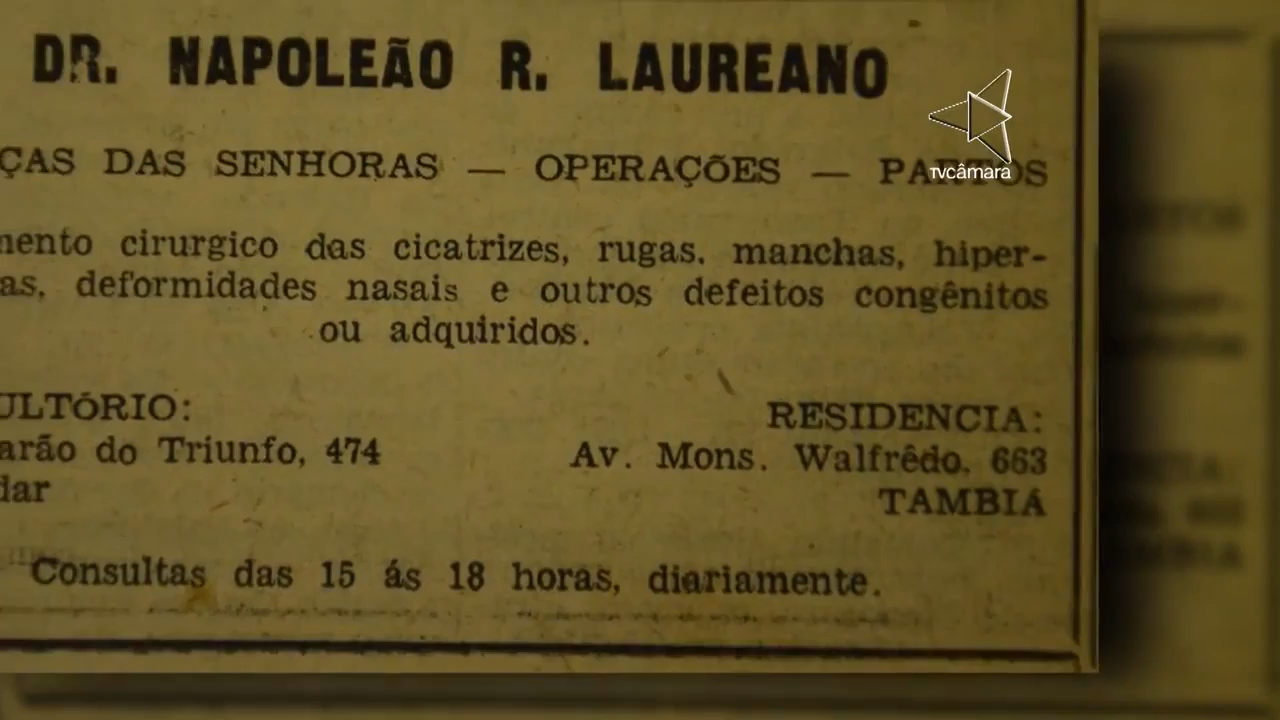 DR. NAPOLEÃO R. LAUREANO
ÇAS DAS SENHORAS — OPERAÇÕES — PARTOS
mento cirurgico das cicatrizes, rugas, manchas, hiper-
as, deformidades nasais e outros defeitos congênitos
ou adquiridos.
ULTÓRIO:
arão do Triunfo, 474
dar
RESIDENCIA:
Av. Mons. Walfrêdo, 663
TAMBIÁ
Consultas das 15 ás 18 horas, diariamente.
tvcâmara